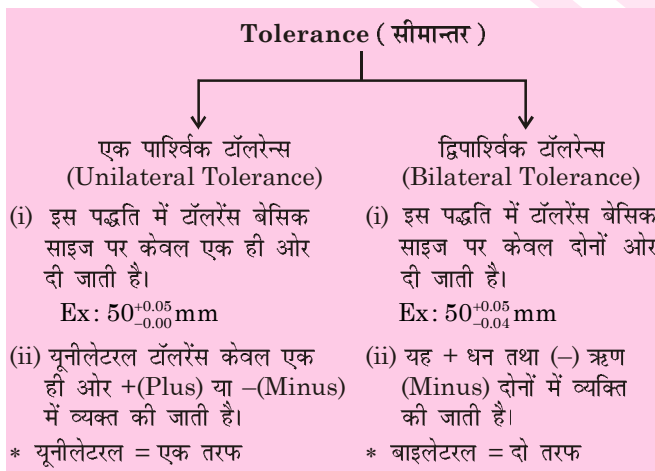 Tolerance ( सीमान्तर )
एक पार्श्विक टॉलरेन्स
(Unilateral Tolerance)
(i) इस पद्धति में टॉलरेंस बेसिक
साइज पर केवल एक ही ओर
दी जाती है।
Ex: 50 +0.05 −0.00 mm
(ii) यूनीलेटरल टॉलरेंस केवल एक
ही ओर +(Plus) या –(Minus)
में व्यक्त की जाती है।
* यूनीलेटरल = एक तरफ
द्विपार्श्विक टॉलरेन्स
(Bilateral Tolerance)
(i) इस पद्धति में टॉलरेंस बेसिक
साइज पर केवल दोनों ओर
दी जाती है।
Ex: 50 +0.05 −0.04 mm
(ii) यह + धन तथा (–) ऋण
(Minus) दोनों में व्यक्ति
की जाती है।
* बाइलेटरल = दो तरफ